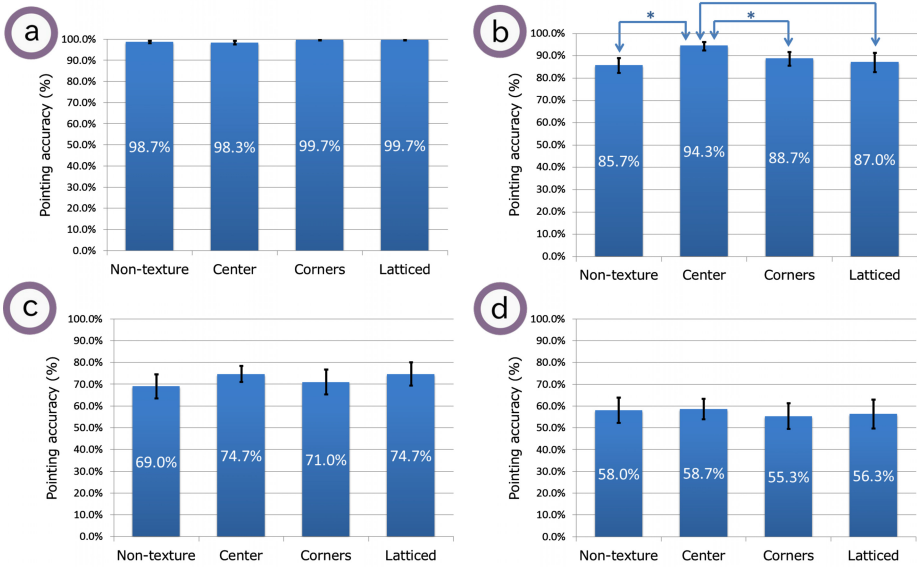 a
Pointing accuracy (%)
100.0%
90.0%
80.0%
70.0%
60.0%
50.0%
40.0%
30.0%
20.0%
10.0%
0.0%
98.7% 98.3% 99.7% 99.7%
Non-texture Center Corners Latticed
b
* *
Pointing accuracy (%)
100.0%
90.0%
80.0%
70.0%
60.0%
50.0%
40.0%
30.0%
20.0%
10.0%
0.0%
85.7% 94.3% 88.7% 87.0%
Non-texture Center Corners Latticed
c
Pointing accuracy (%)
100.0%
90.0%
80.0%
70.0%
60.0%
50.0%
40.0%
30.0%
20.0%
10.0%
0.0%
69.0% 74.7% 71.0% 74.7%
Non-texture Center Corners Latticed
d
Pointing accuracy (%)
100.0%
90.0%
80.0%
70.0%
60.0%
50.0%
40.0%
30.0%
20.0%
10.0%
0.0%
58.0% 58.7% 55.3% 56.3%
Non-texture Center Corners Latticed